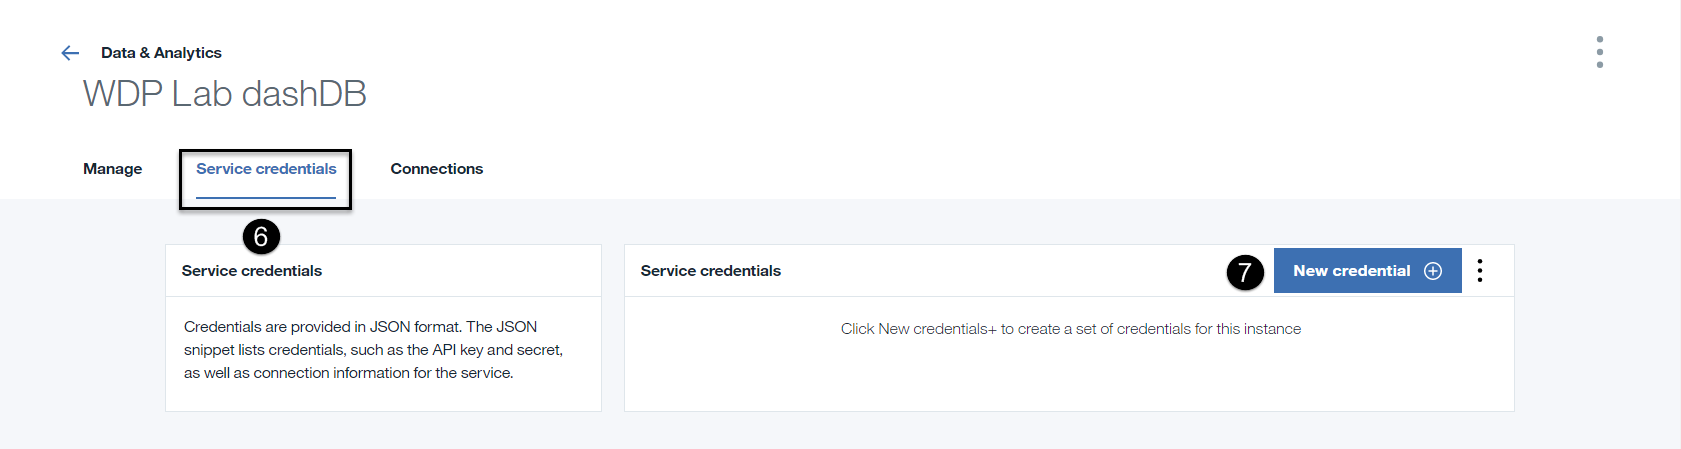 Data & Analytics
WDP Lab dashDB
Manage Service credentials Connections
6
Service credentials
Credentials are provided in JSON format. The JSON
snippet lists credentials, such as the API key and secret,
as well as connection information for the service.
Service credentials 7 New credential
Click New credentials+ to create a set of credentials for this instance